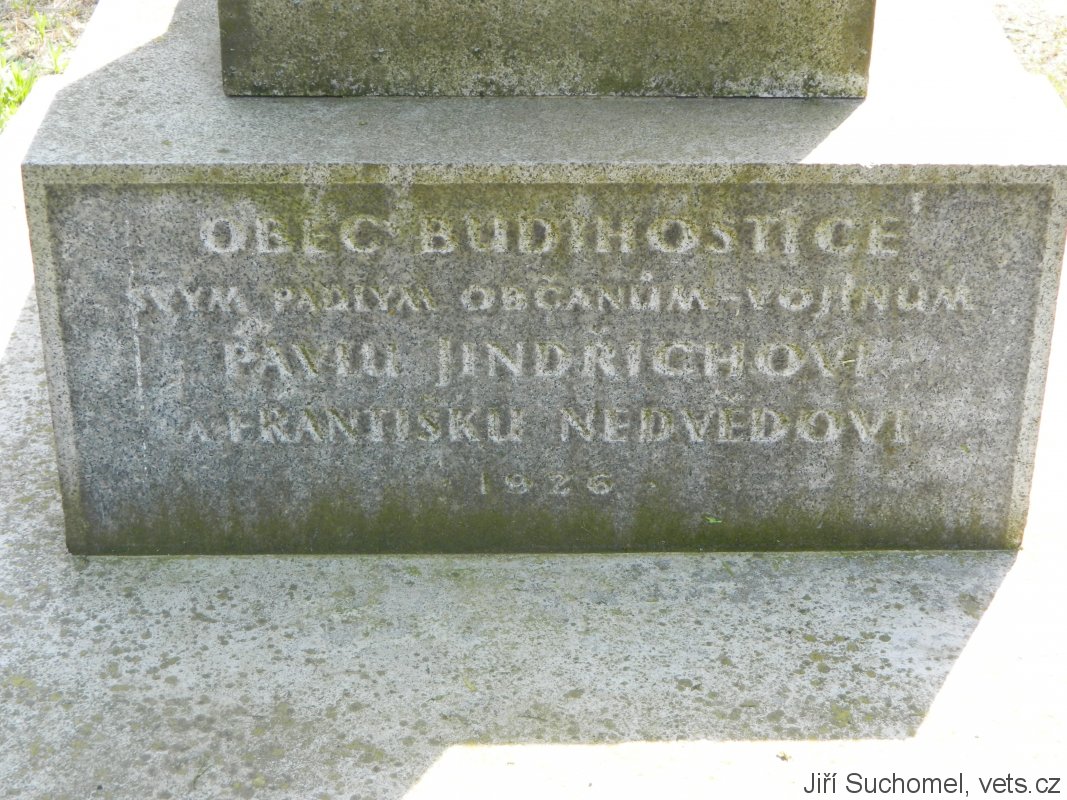 OBEC BUDIHOSTICE
SVÝM PADLÝM OBČANŮM - VOJÍNŮM
PAVLU JINDŘICHOVI
A FRANTIŠKU NEDVĚDOVI
1926
Jiří Suchomel, vets.cz